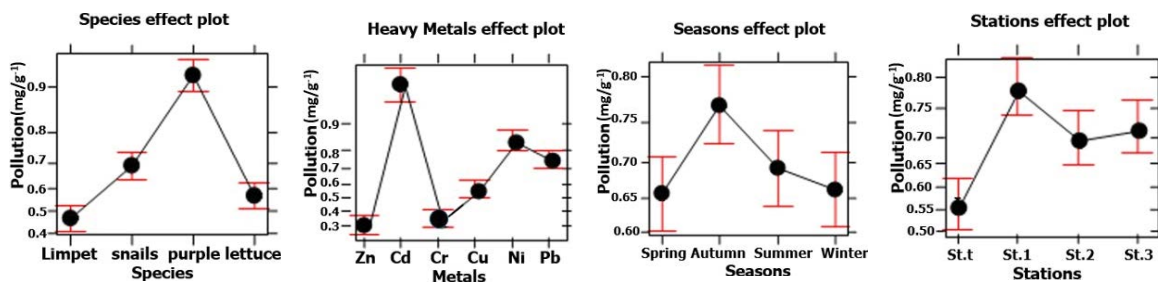 Species effect plot
Pollution(mg/g⁻¹)
0.9
0.8
0.7
0.6
0.5
0.4
Limpet snails purple lettuce
Species
Heavy Metals effect plot
Pollution (mg/g⁻¹)
0.9
0.8
0.7
0.6
0.5
0.4
0.3
Zn Cd Cr Cu Ni Pb
Metals
Seasons effect plot
Pollution (mg/g⁻¹)
0.80
0.75
0.70
0.65
0.60
Spring Autumn Summer Winter
Seasons
Stations effect plot
Pollution (mg/g⁻¹)
0.80
0.75
0.70
0.65
0.60
0.55
0.50
St.t St.1 St.2 St.3
Stations